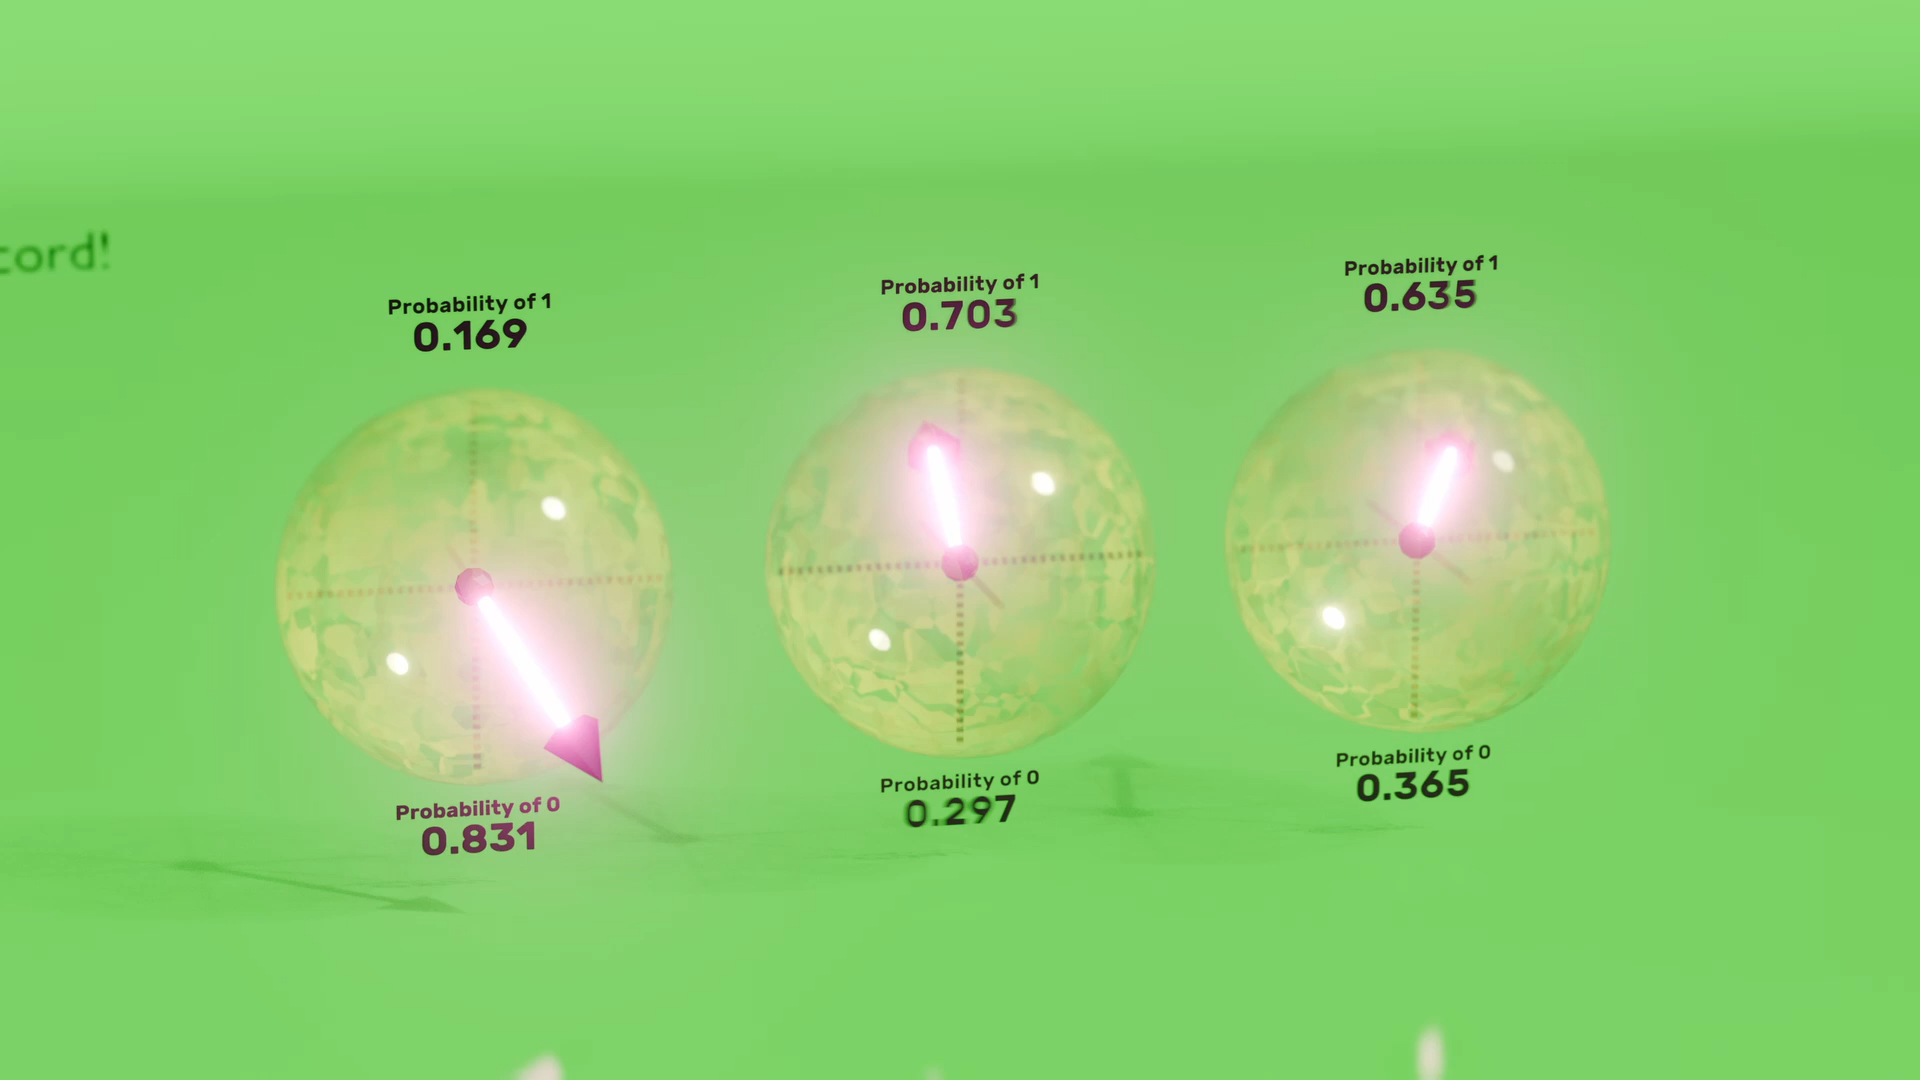 cord!
Probability of 1
0.169
Probability of 0
0.831
Probability of 1
0.703
Probability of 0
0.297
Probability of 1
0.635
Probability of 0
0.365